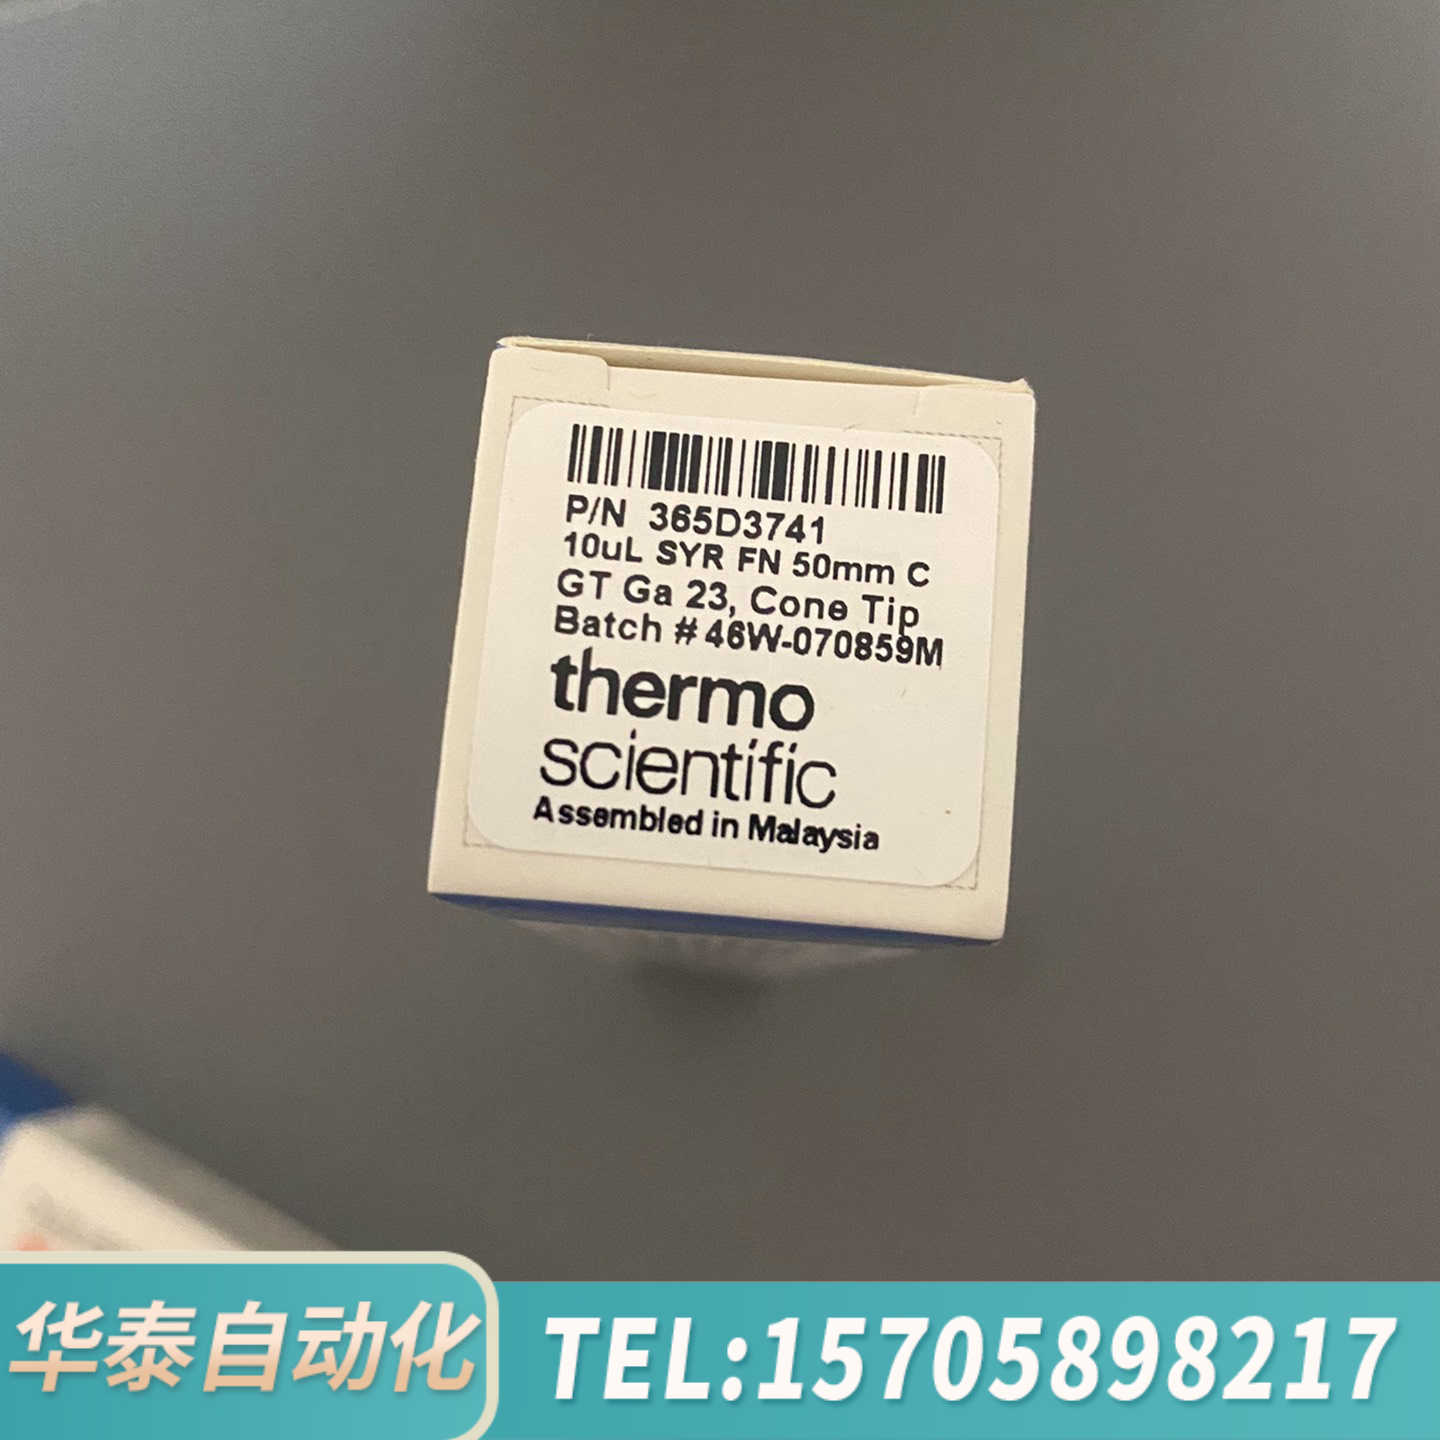 P/N 365D3741
10uL SYR FN 50mm C
GT Ga 23, Cone Tip
Batch # 46W-070859M
thermo
scientific
Assembled in Malaysia
华泰自动化
TEL:15705898217